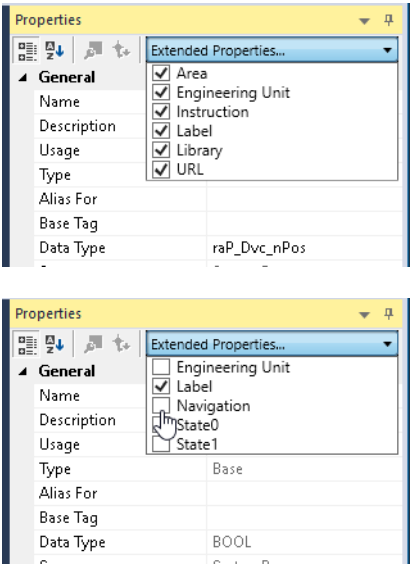 Properties
Extended Properties...
General
Area
Engineering Unit
Name
Instruction
Description
Label
Usage
Library
Type
URL
Alias For
Base Tag
Data Type raP_Dvc_nPos
Properties
Extended Properties...
General
Engineering Unit
Label
Name
Navigation
Description
State0
Usage
State1
Type Base
Alias For
Base Tag
Data Type BOOL